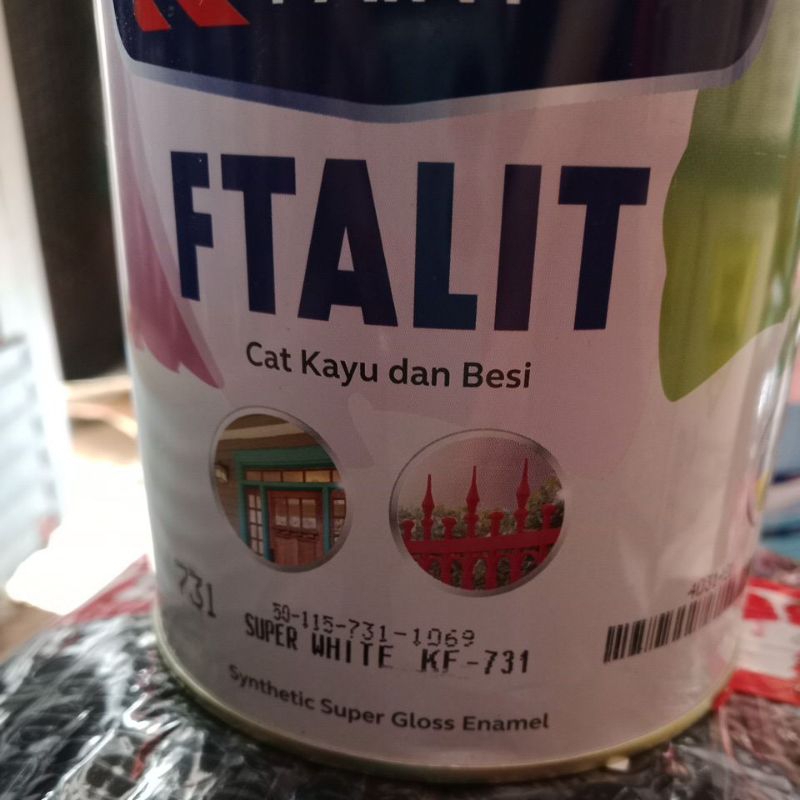 FTALIT
Cat Kayu dan Besi
731
50-115-731-1069
SUPER WHITE KF-731
Synthetic Super Gloss Enamel